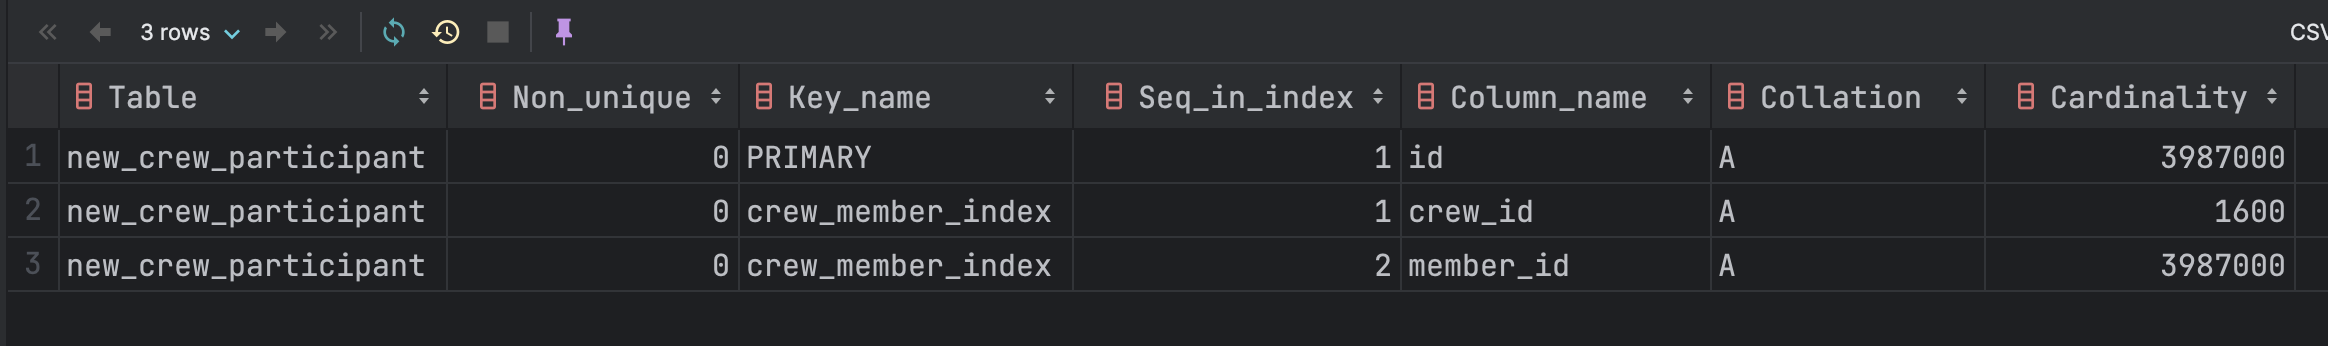 3 rows CSV
Table Non_unique Key_name Seq_in_index Column_name Collation Cardinality
1 new_crew_participant 0 PRIMARY 1 id A 3987000
2 new_crew_participant 0 crew_member_index 1 crew_id A 1600
3 new_crew_participant 0 crew_member_index 2 member_id A 3987000